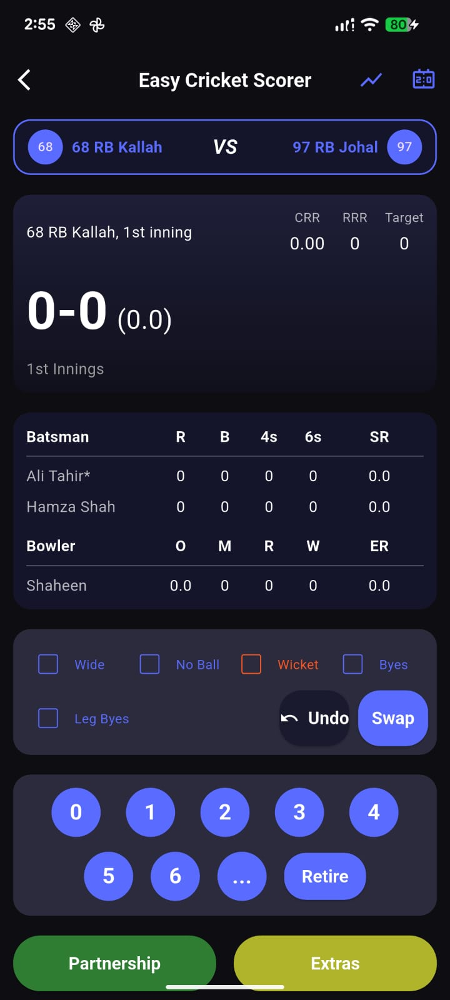 2:55 80
Easy Cricket Scorer 2:0
68 68 RB Kallah VS 97 RB Johal 97
CRR RRR Target
68 RB Kallah, 1st inning 0.00 0 0
0-0 (0.0)
1st Innings
Batsman R B 4s 6s SR
Ali Tahir* 0 0 0 0 0.0
Hamza Shah 0 0 0 0 0.0
Bowler O M R W ER
Shaheen 0.0 0 0 0 0.0
Wide No Ball Wicket Byes
Leg Byes Undo Swap
0 1 2 3 4
5 6 ... Retire
Partnership Extras